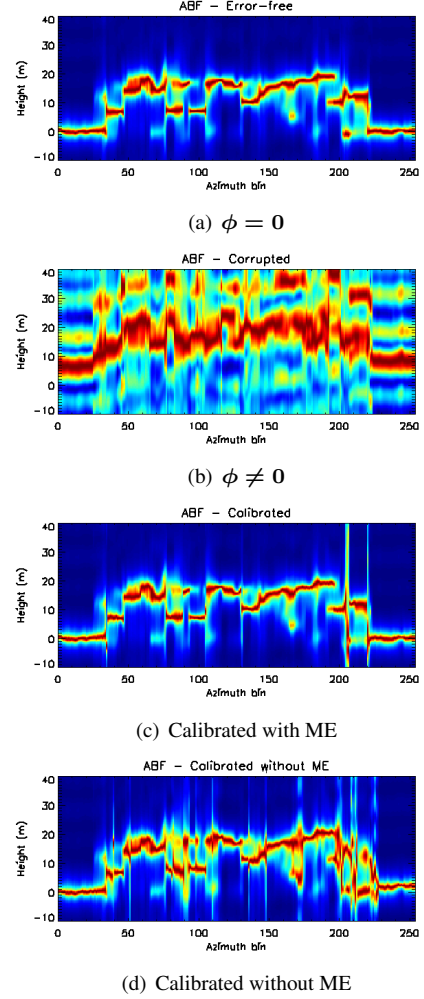 ABF – Error-free
40
30
20
10
0
-10
Height (m)
0 50 100 150 200 250
Azimuth bin
(a) ϕ = 0
ABF – Corrupted
40
30
20
10
0
-10
Height (m)
0 50 100 150 200 250
Azimuth bin
(b) ϕ ≠ 0
ABF – Calibrated
40
30
20
10
0
-10
Height (m)
0 50 100 150 200 250
Azimuth bin
(c) Calibrated with ME
ABF – Calibrated without ME
40
30
20
10
0
-10
Height (m)
0 50 100 150 200 250
Azimuth bin
(d) Calibrated without ME